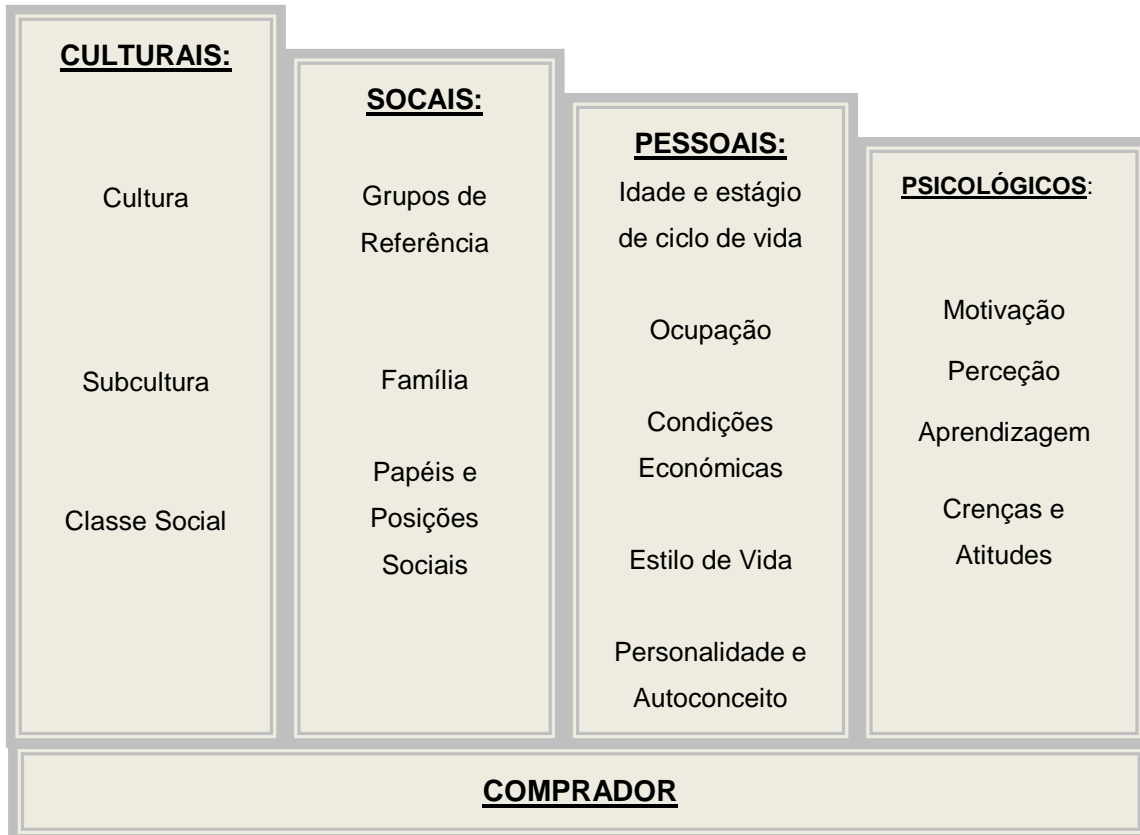 CULTURAIS:
Cultura
Subcultura
Classe Social
SOCAIS:
Grupos de
Referência
Família
Papéis e
Posições
Sociais
PESSOAIS:
Idade e estágio
de ciclo de vida
Ocupação
Condições
Económicas
Estilo de Vida
Personalidade e
Autoconceito
PSICOLÓGICOS:
Motivação
Perceção
Aprendizagem
Crenças e
Atitudes
COMPRADOR